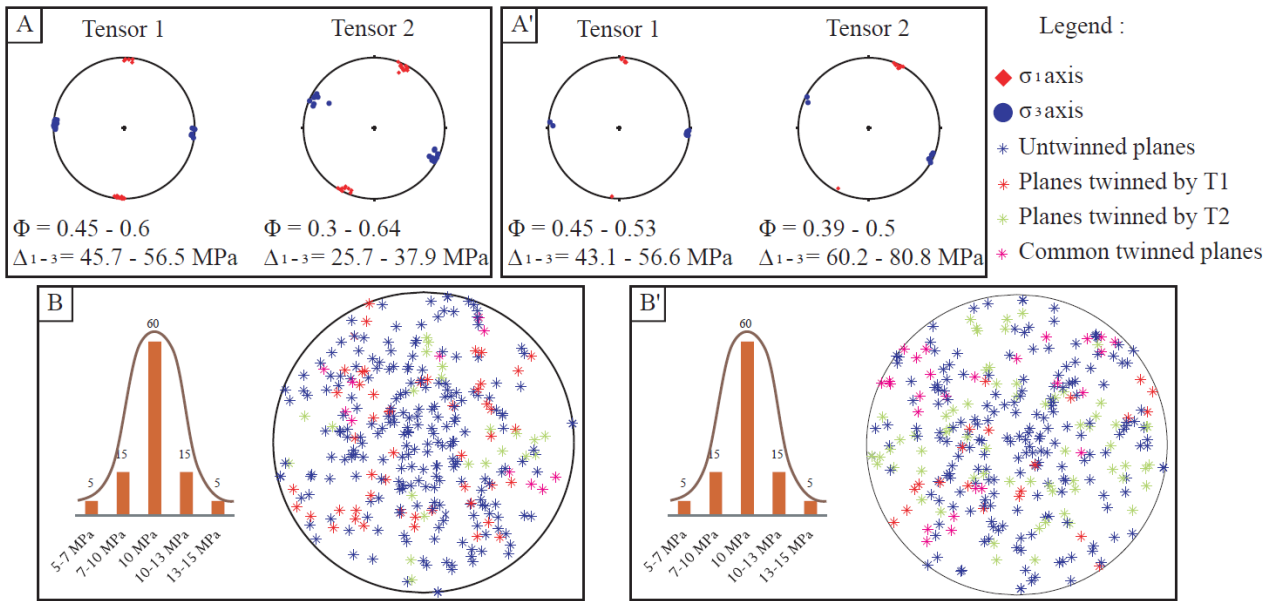 A
Tensor 1
Tensor 2
Φ = 0.45 - 0.6
Δ₁₋₃= 45.7 - 56.5 MPa
Φ = 0.3 - 0.64
Δ₁₋₃= 25.7 - 37.9 MPa
A'
Tensor 1
Tensor 2
Φ = 0.45 - 0.53
Δ₁₋₃= 43.1 - 56.6 MPa
Φ = 0.39 - 0.5
Δ₁₋₃= 60.2 - 80.8 MPa
Legend :
σ₁axis
σ₃axis
Untwinned planes
Planes twinned by T1
Planes twinned by T2
Common twinned planes
B
60
15
15
5
5
5-7 MPa
7-10 MPa
10 MPa
10-13 MPa
13-15 MPa
B'
60
15
15
5
5
5-7 MPa
7-10 MPa
10 MPa
10-13 MPa
13-15 MPa